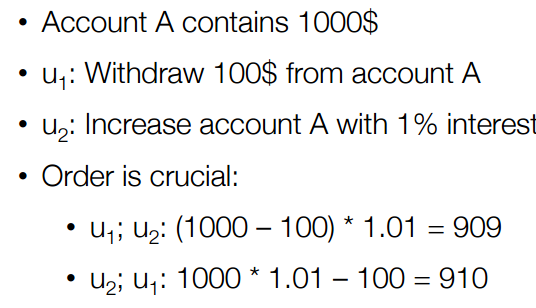 • Account A contains 1000$
• u₁: Withdraw 100$ from account A
• u₂: Increase account A with 1% interest
• Order is crucial:
• u₁; u₂: (1000 – 100) * 1.01 = 909
• u₂; u₁: 1000 * 1.01 – 100 = 910